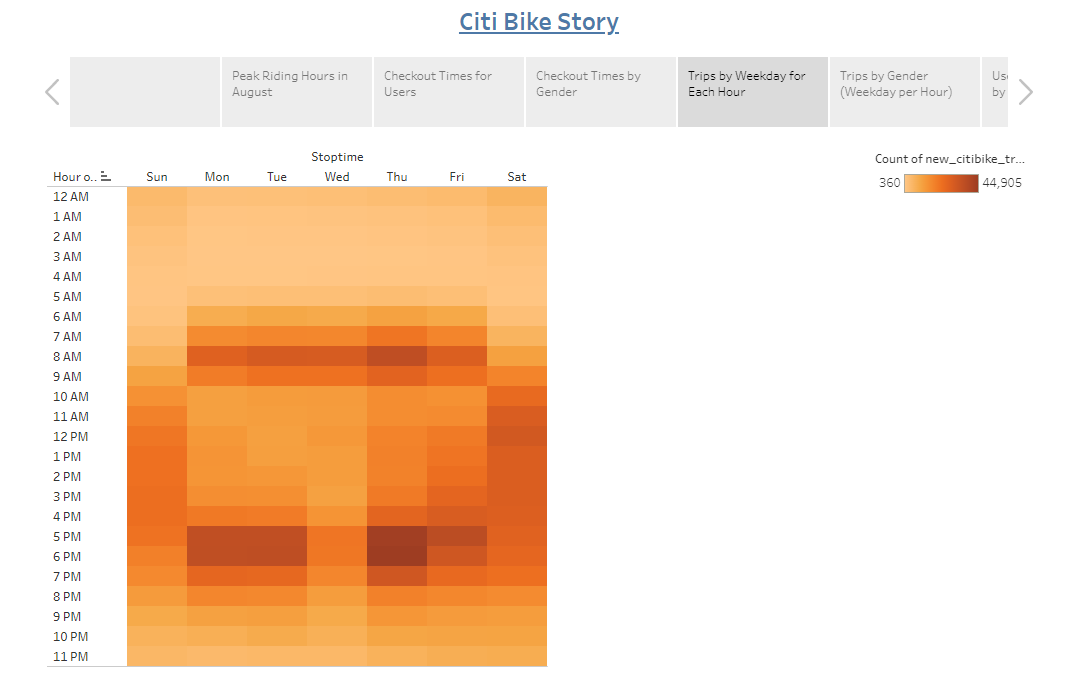 Citi Bike Story
Peak Riding Hours in
August
Checkout Times for
Users
Checkout Times by
Gender
Trips by Weekday for
Each Hour
Trips by Gender
(Weekday per Hour)
by
Stoptime
Hour o.. Sun Mon Tue Wed Thu Fri Sat
12 AM
1 AM
2 AM
3 AM
4 AM
5 AM
6 AM
7 AM
8 AM
9 AM
10 AM
11 AM
12 PM
1 PM
2 PM
3 PM
4 PM
5 PM
6 PM
7 PM
8 PM
9 PM
10 PM
11 PM
Count of new_citibike_tr...
360 44,905